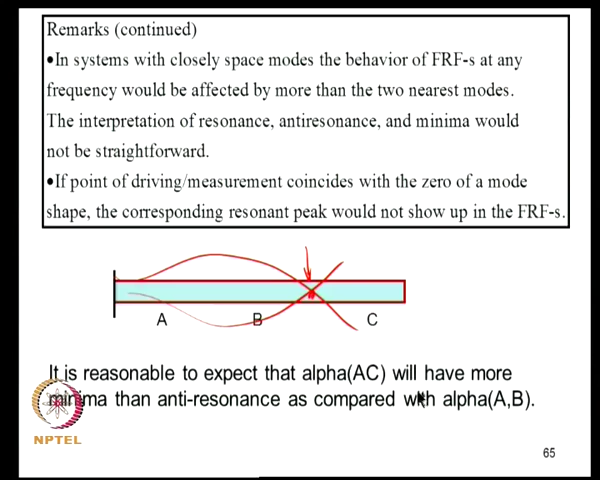 Remarks (continued)
•In systems with closely space modes the behavior of FRF-s at any
frequency would be affected by more than the two nearest modes.
The interpretation of resonance, antiresonance, and minima would
not be straightforward.
•If point of driving/measurement coincides with the zero of a mode
shape, the corresponding resonant peak would not show up in the FRF-s.
A B C
It is reasonable to expect that alpha(AC) will have more
minima than anti-resonance as compared with alpha(A,B).
NPTEL
65